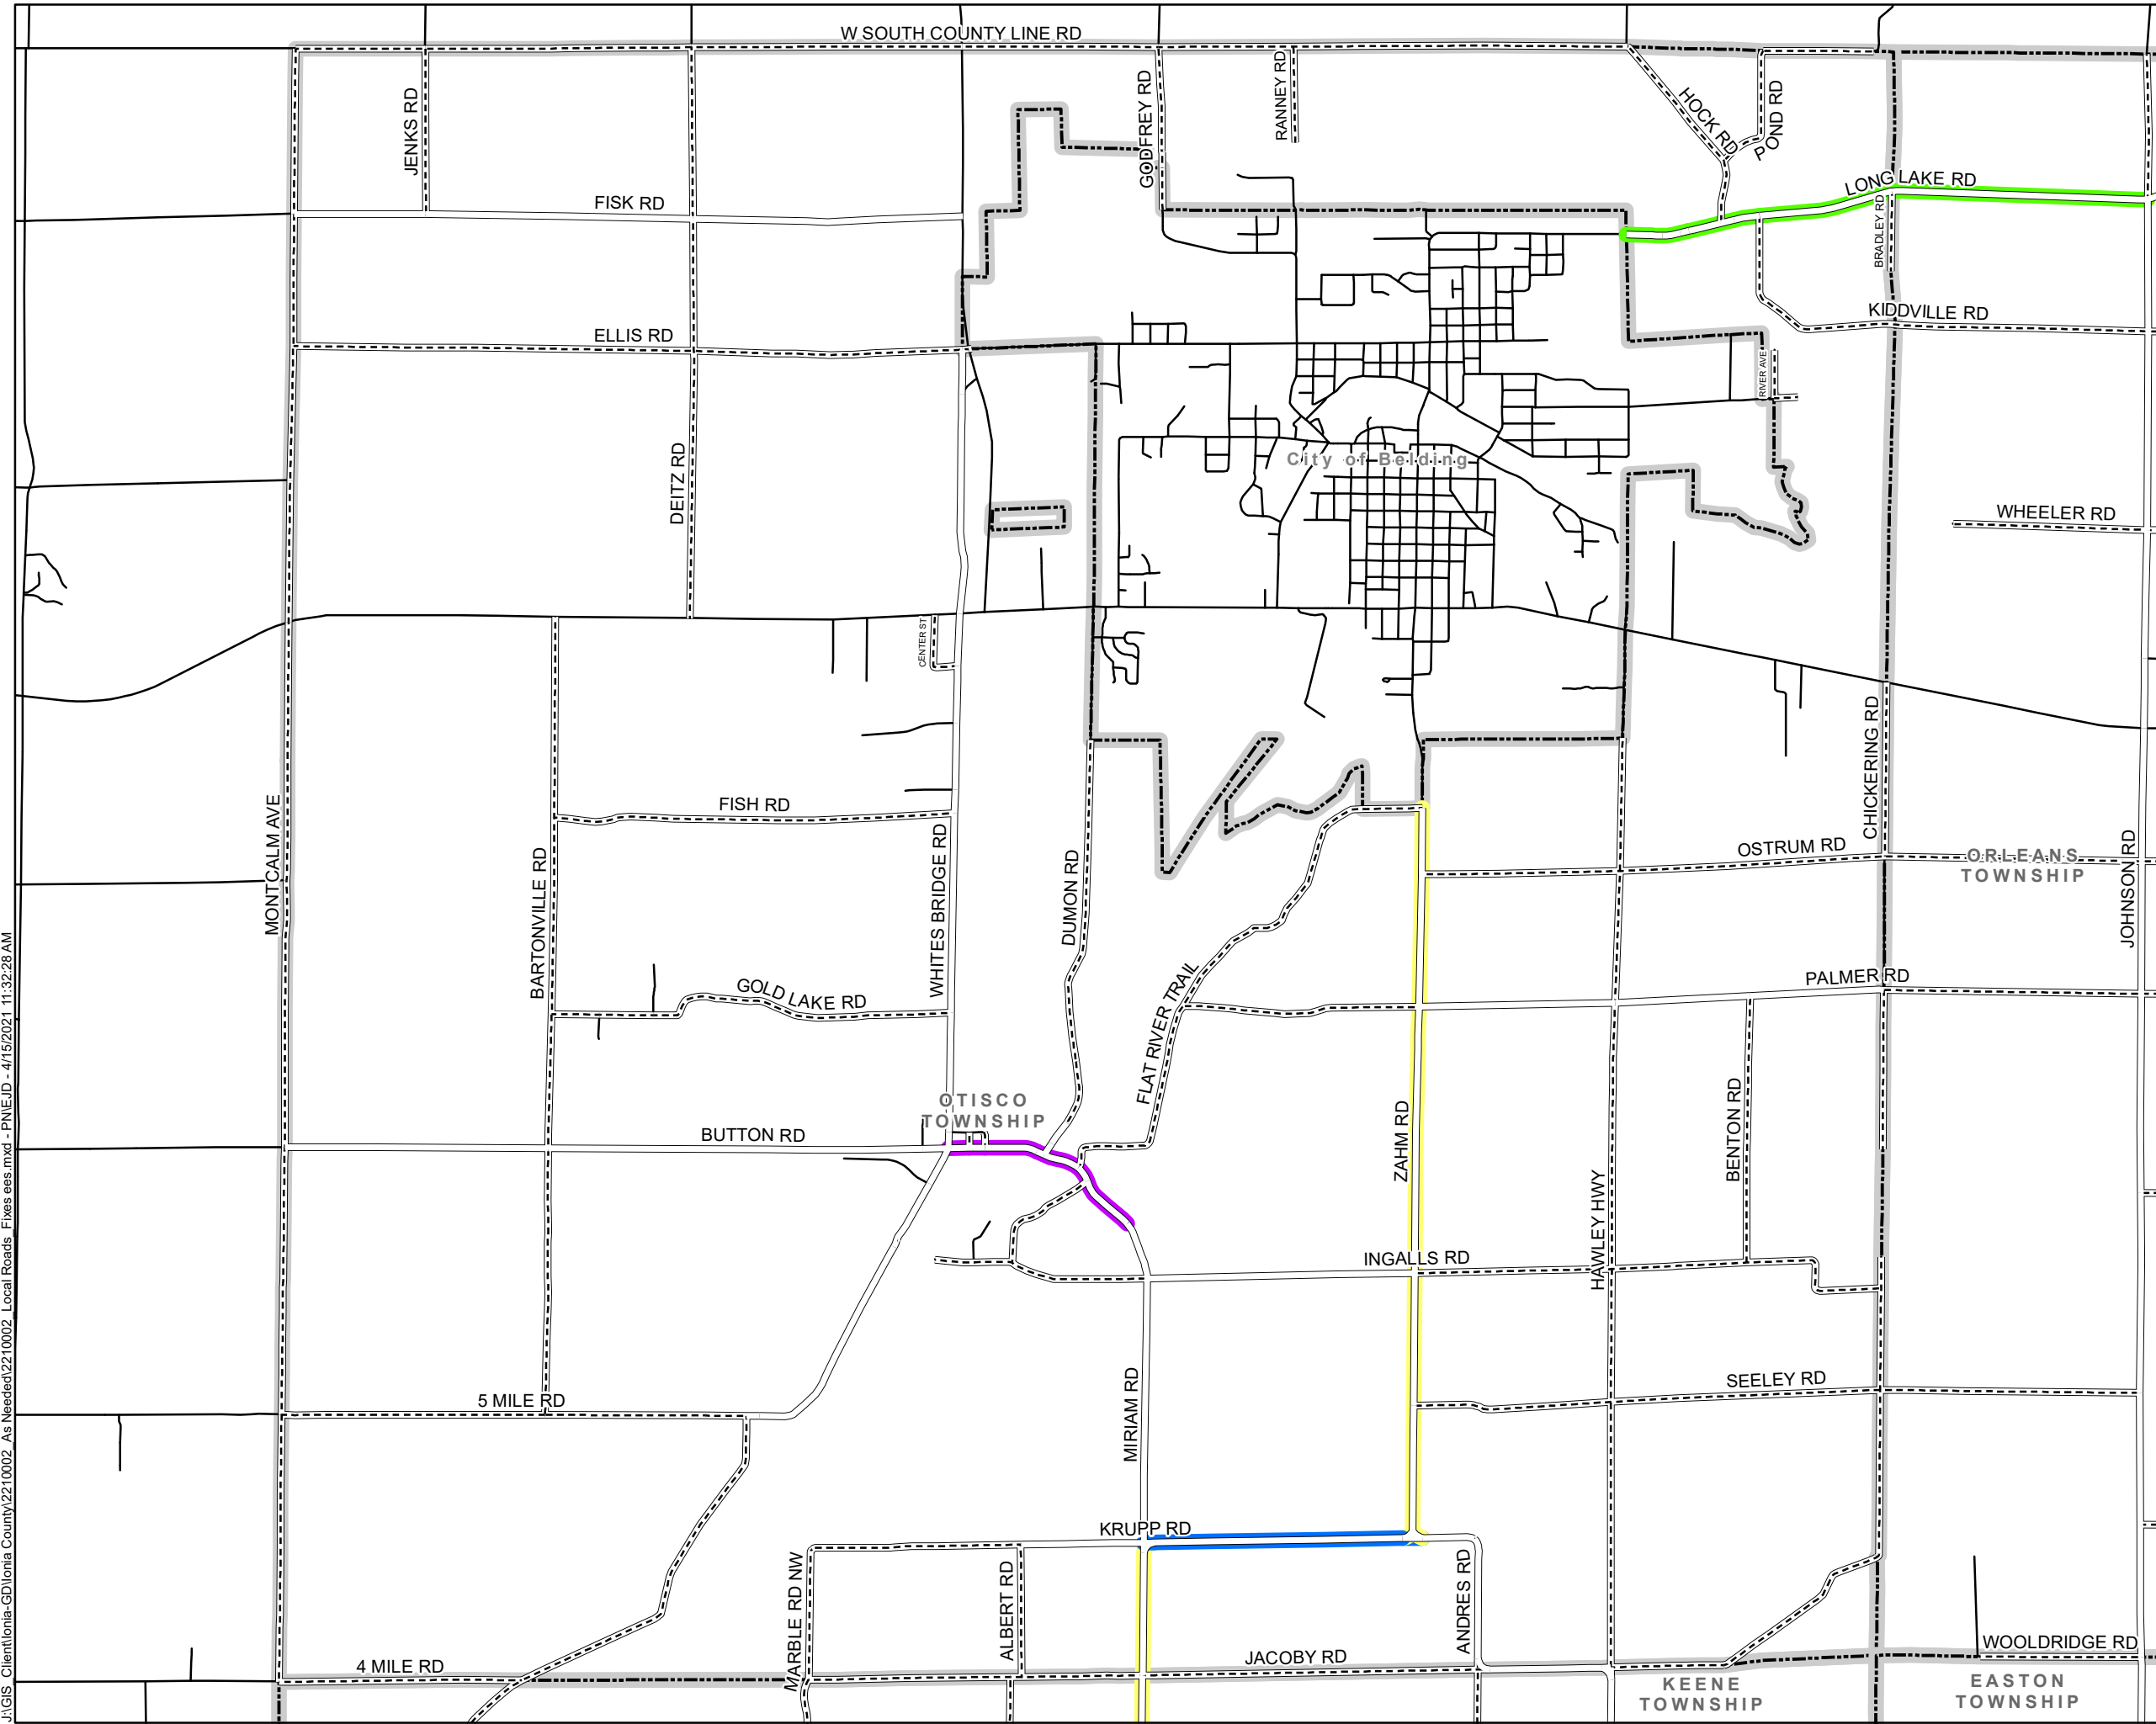 W SOUTH COUNTY LINE RD
JENKS RD
GODFREY RD
RANNEY RD
HOCK RD
POND RD
FISK RD
LONG LAKE RD
BRADLEY RD
ELLIS RD
KIDDVILLE RD
RIVER AVE
DEITZ RD
City of Belding
WHEELER RD
CENTER ST
MONTCALM AVE
FISH RD
BARTONVILLE RD
WHITES BRIDGE RD
DUMON RD
CHICKERING RD
OSTRUM RD
ORLEANS
TOWNSHIP
JOHNSON RD
GOLD LAKE RD
FLAT RIVER TRAIL
PALMER RD
OTISCO
TOWNSHIP
BUTTON RD
ZAHM RD
BENTON RD
HAWLEY HWY
INGALLS RD
5 MILE RD
MIRIAM RD
SEELEY RD
KRUPP RD
MARBLE RD NW
ALBERT RD
ANDRES RD
4 MILE RD
JACOBY RD
WOOLDRIDGE RD
KEENE
TOWNSHIP
EASTON
TOWNSHIP
J:\GIS_Client\Ionia-GD\Ionia County\2210002_As Needed\2210002_Local Roads_Fixes ees.mxd - PN\EJD - 4/15/2021 11:32:28 AM